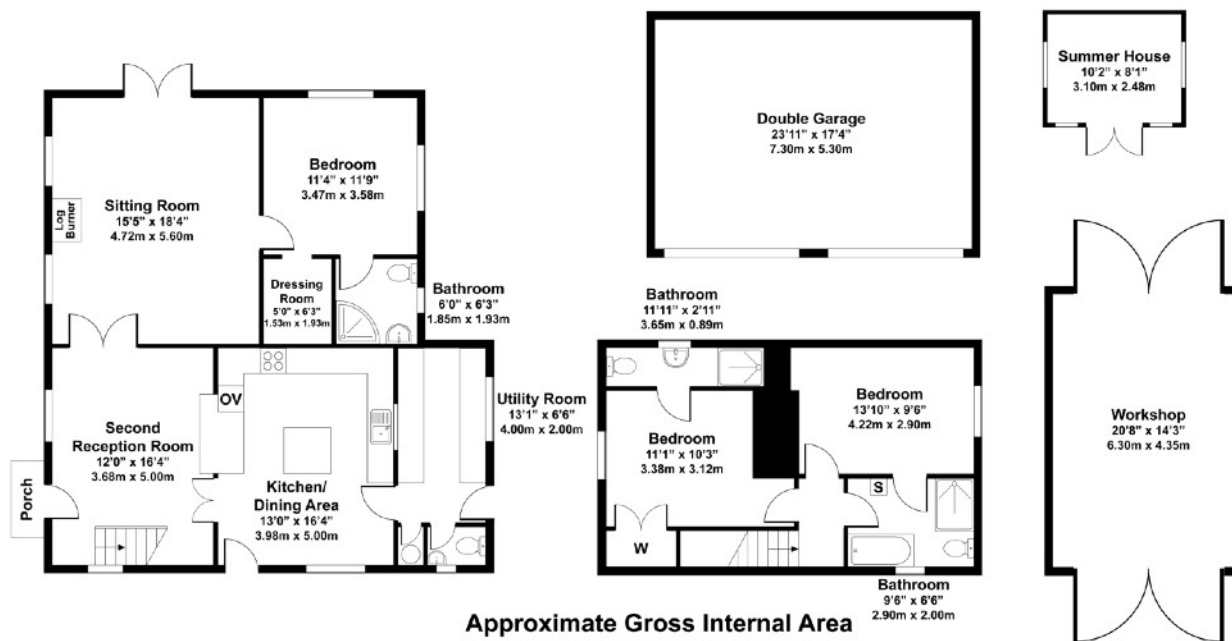 Sitting Room
15'5" x 18'4"
4.72m x 5.60m
Log
Burner
Bedroom
11'4" x 11'9"
3.47m x 3.58m
Dressing
Room
5'0" x 6'3"
1.53m x 1.93m
Bathroom
6'0" x 6'3"
1.85m x 1.93m
Second
Reception Room
12'0" x 16'4"
3.68m x 5.00m
Porch
OV
Kitchen/
Dining Area
13'0" x 16'4"
3.98m x 5.00m
Utility Room
13'1" x 6'6"
4.00m x 2.00m
Double Garage
23'11" x 17'4"
7.30m x 5.30m
Summer House
10'2" x 8'1"
3.10m x 2.48m
Bathroom
11'11" x 2'11"
3.65m x 0.89m
Bedroom
11'1" x 10'3"
3.38m x 3.12m
Bedroom
13'10" x 9'6"
4.22m x 2.90m
W
S
Bathroom
9'6" x 6'6"
2.90m x 2.00m
Workshop
20'8" x 14'3"
6.30m x 4.35m
Approximate Gross Internal Area